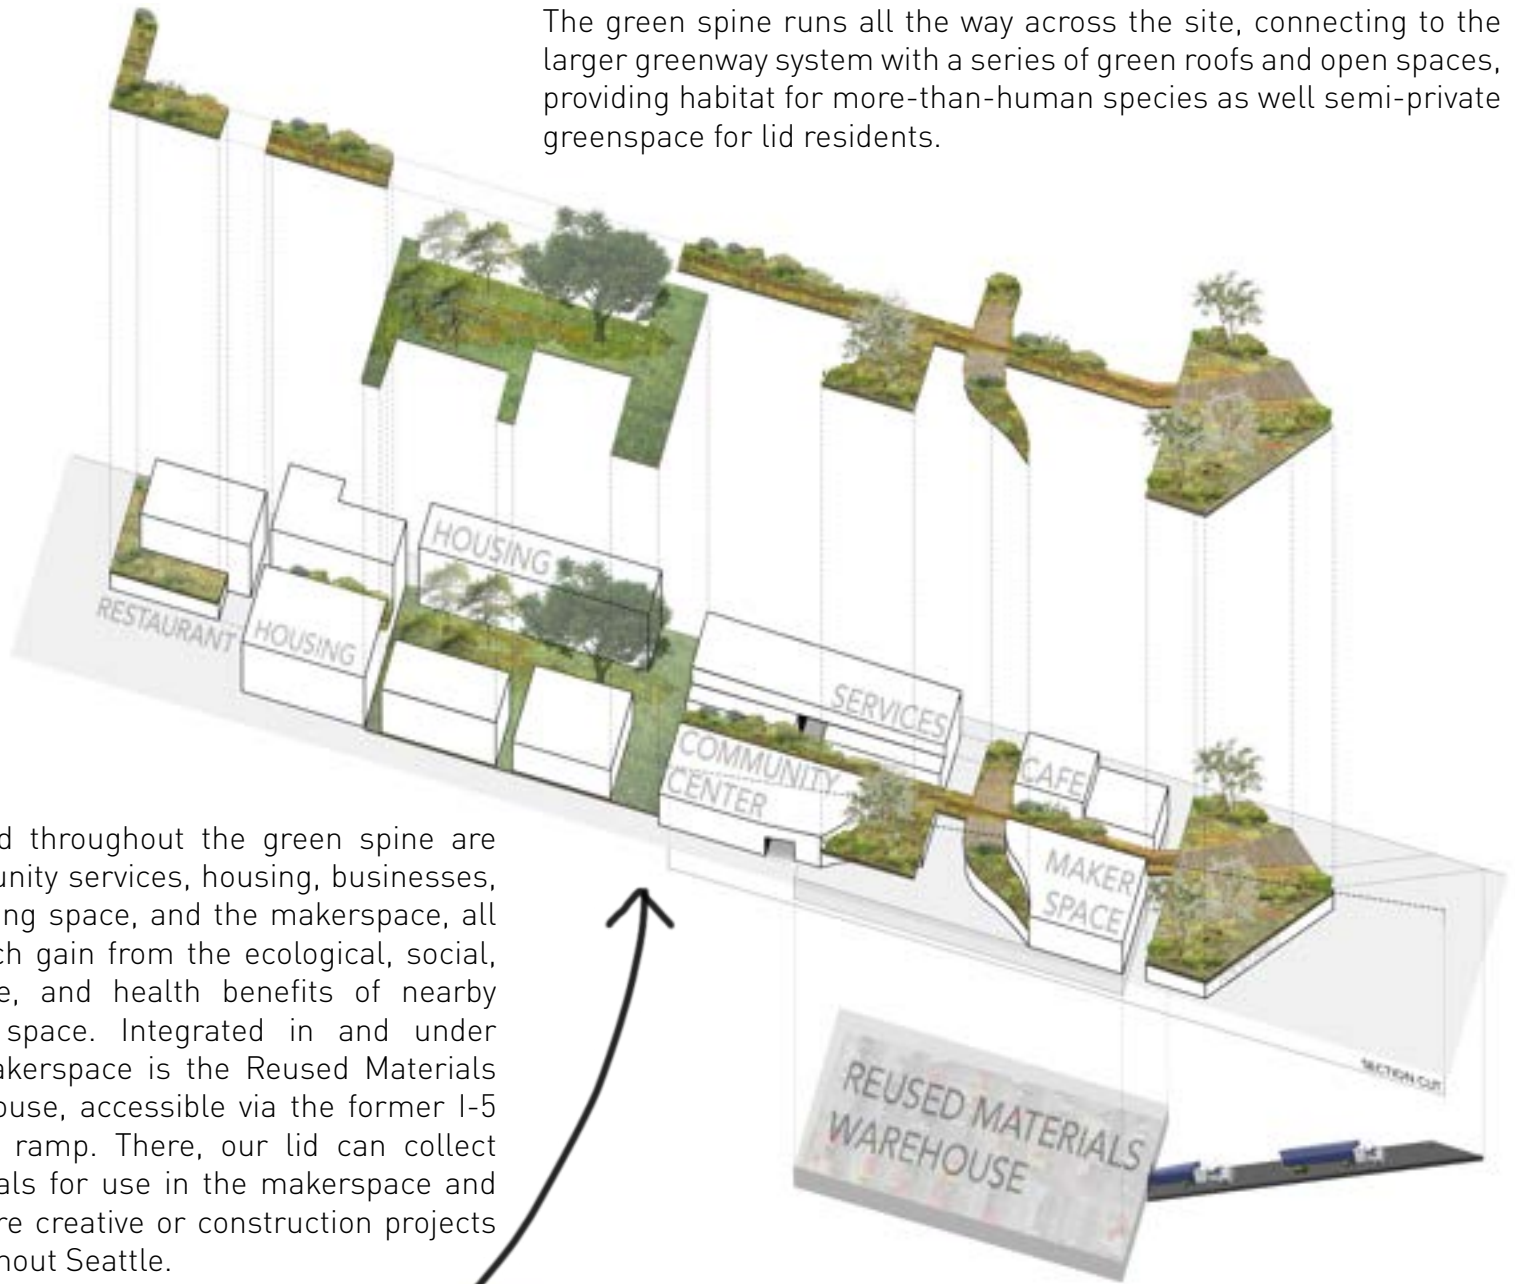 The green spine runs all the way across the site, connecting to the
larger greenway system with a series of green roofs and open spaces,
providing habitat for more-than-human species as well semi-private
greenspace for lid residents.
HOUSING
RESTAURANT
HOUSING
SERVICES
COMMUNITY
CENTER
CAFE
MAKER
SPACE
SECTION CUT
REUSED MATERIALS
WAREHOUSE
d throughout the green spine are
unity services, housing, businesses,
ng space, and the makerspace, all
ch gain from the ecological, social,
e, and health benefits of nearby
space. Integrated in and under
akerspace is the Reused Materials
ouse, accessible via the former I-5
ramp. There, our lid can collect
als for use in the makerspace and
re creative or construction projects
hout Seattle.